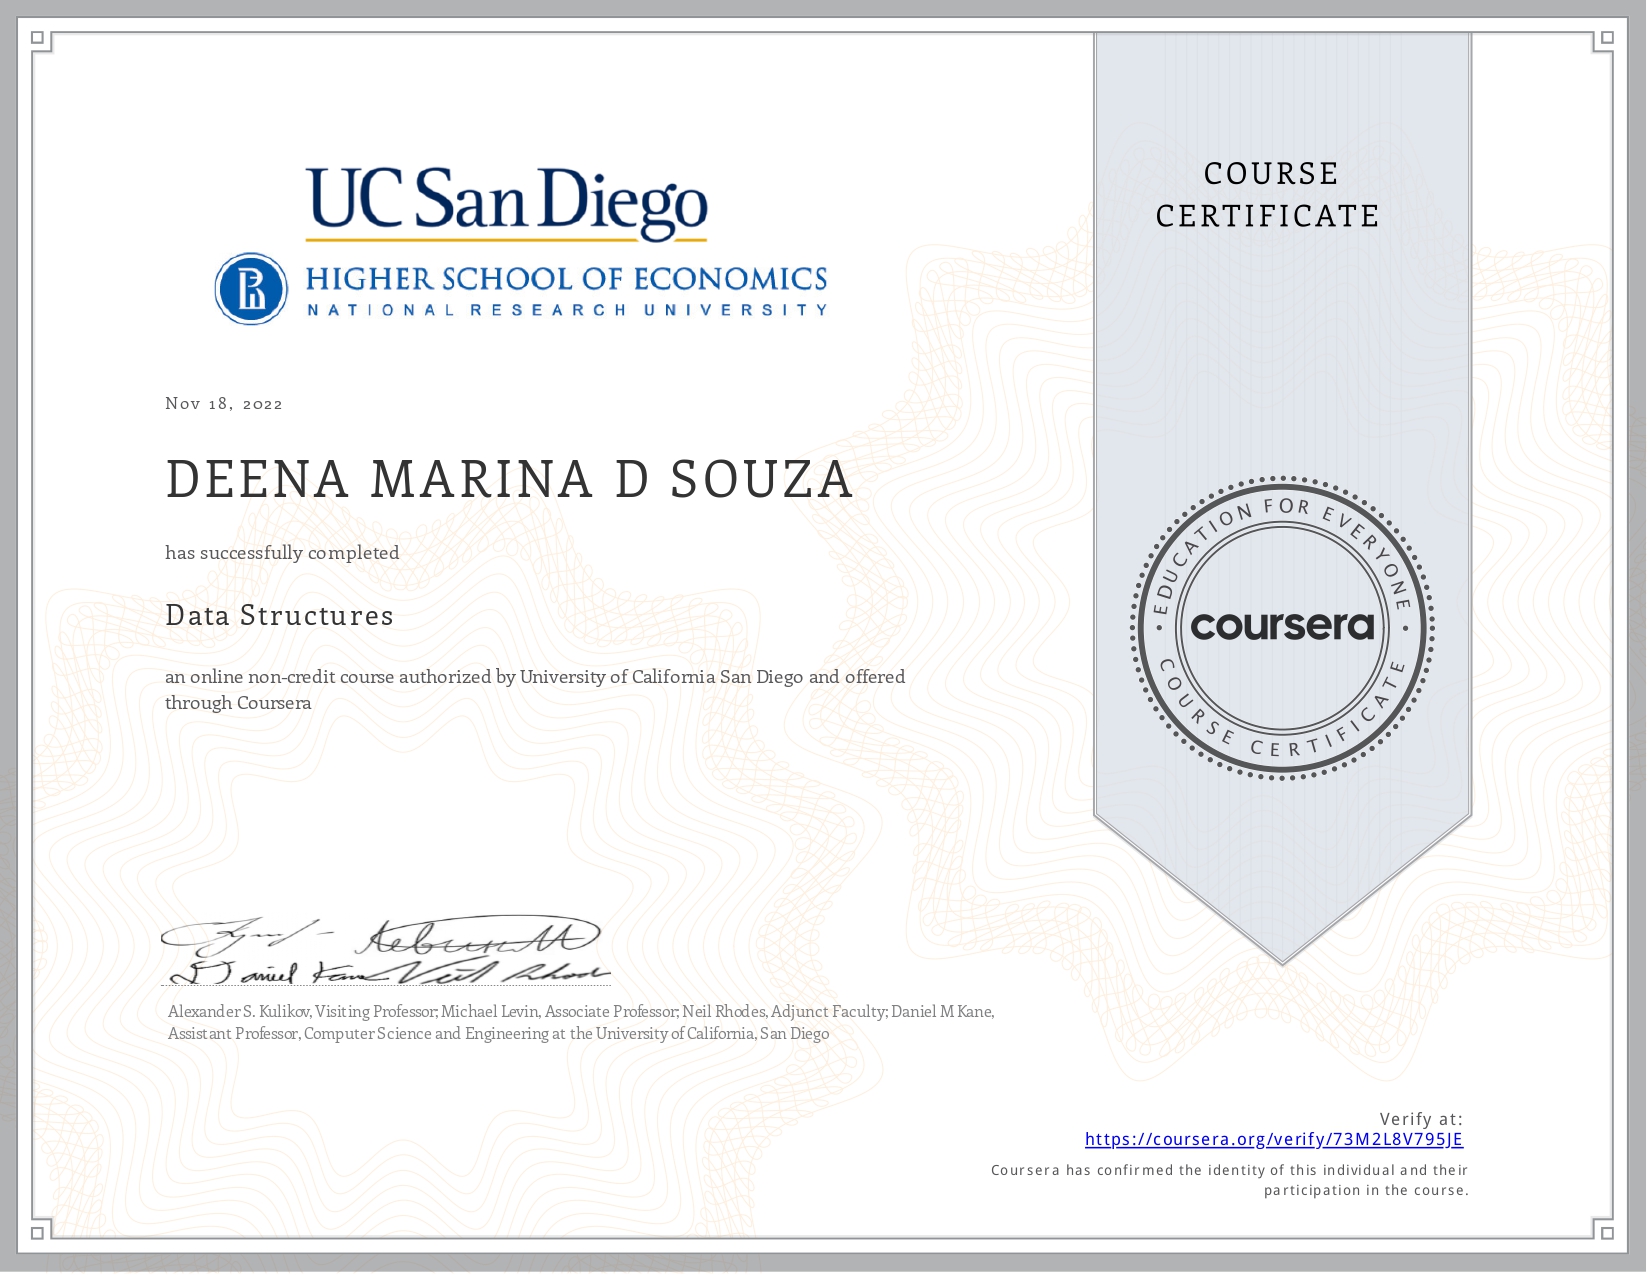 UC San Diego
HIGHER SCHOOL OF ECONOMICS
NATIONAL RESEARCH UNIVERSITY
COURSE
CERTIFICATE
Nov 18, 2022
DEENA MARINA D SOUZA
has successfully completed
Data Structures
an online non-credit course authorized by University of California San Diego and offered
through Coursera
EDUCATION FOR EVERYONE
coursera
COURSE CERTIFICATE
Daniel Kane Neil Rhodes
Alexander S. Kulikov, Visiting Professor; Michael Levin, Associate Professor; Neil Rhodes, Adjunct Faculty; Daniel M Kane,
Assistant Professor, Computer Science and Engineering at the University of California, San Diego
Verify at:
https://coursera.org/verify/73M2L8V795JE
Coursera has confirmed the identity of this individual and their
participation in the course.